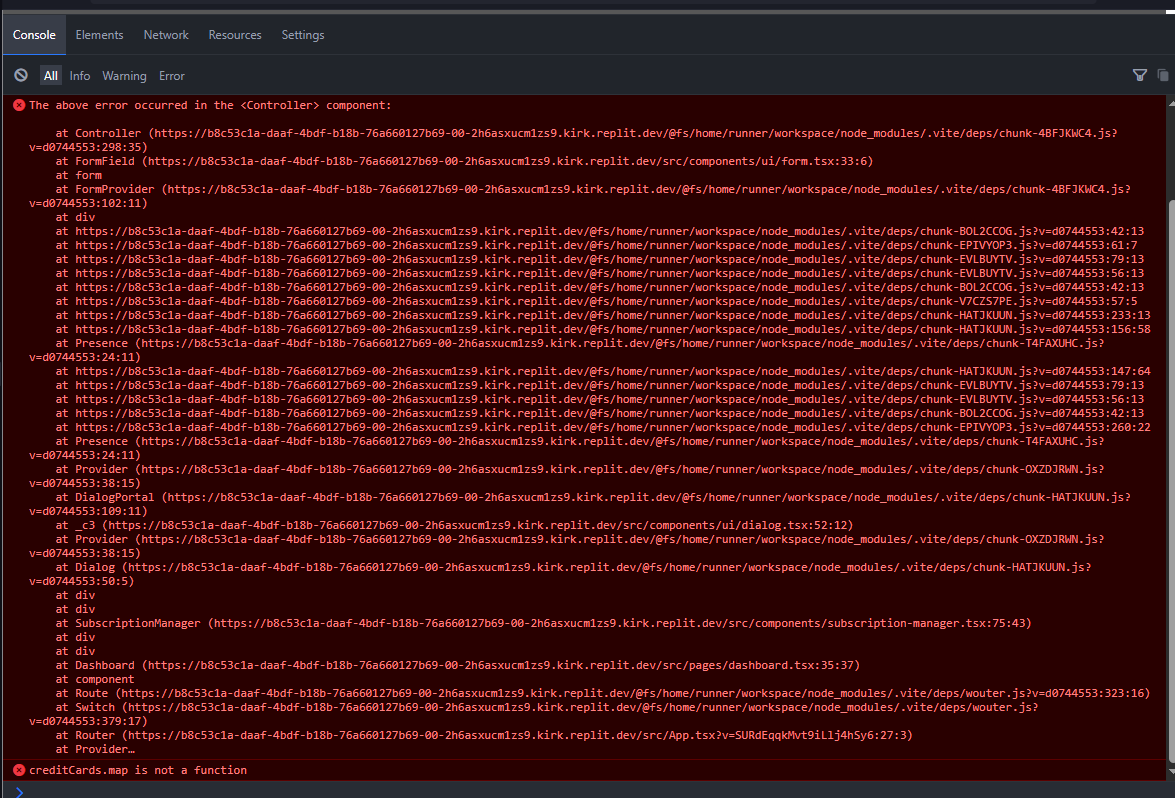 Console Elements Network Resources Settings
All Info Warning Error
The above error occurred in the <Controller> component:
at Controller (https://b8c53c1a-daaf-4bdf-b18b-76a660127b69-00-2h6asxucm1zs9.kirk.replit.dev/@fs/home/runner/workspace/node_modules/.vite/deps/chunk-4BFJKWC4.js?
v=d0744553:298:35)
at FormField (https://b8c53c1a-daaf-4bdf-b18b-76a660127b69-00-2h6asxucm1zs9.kirk.replit.dev/src/components/ui/form.tsx:33:6)
at form
at FormProvider (https://b8c53c1a-daaf-4bdf-b18b-76a660127b69-00-2h6asxucm1zs9.kirk.replit.dev/@fs/home/runner/workspace/node_modules/.vite/deps/chunk-4BFJKWC4.js?
v=d0744553:102:11)
at div
at https://b8c53c1a-daaf-4bdf-b18b-76a660127b69-00-2h6asxucm1zs9.kirk.replit.dev/@fs/home/runner/workspace/node_modules/.vite/deps/chunk-BOL2CCOG.js?v=d0744553:42:13
at https://b8c53c1a-daaf-4bdf-b18b-76a660127b69-00-2h6asxucm1zs9.kirk.replit.dev/@fs/home/runner/workspace/node_modules/.vite/deps/chunk-EPIVYOP3.js?v=d0744553:61:7
at https://b8c53c1a-daaf-4bdf-b18b-76a660127b69-00-2h6asxucm1zs9.kirk.replit.dev/@fs/home/runner/workspace/node_modules/.vite/deps/chunk-EVLBUYTV.js?v=d0744553:79:13
at https://b8c53c1a-daaf-4bdf-b18b-76a660127b69-00-2h6asxucm1zs9.kirk.replit.dev/@fs/home/runner/workspace/node_modules/.vite/deps/chunk-EVLBUYTV.js?v=d0744553:56:13
at https://b8c53c1a-daaf-4bdf-b18b-76a660127b69-00-2h6asxucm1zs9.kirk.replit.dev/@fs/home/runner/workspace/node_modules/.vite/deps/chunk-BOL2CCOG.js?v=d0744553:42:13
at https://b8c53c1a-daaf-4bdf-b18b-76a660127b69-00-2h6asxucm1zs9.kirk.replit.dev/@fs/home/runner/workspace/node_modules/.vite/deps/chunk-V7CZS7PE.js?v=d0744553:57:5
at https://b8c53c1a-daaf-4bdf-b18b-76a660127b69-00-2h6asxucm1zs9.kirk.replit.dev/@fs/home/runner/workspace/node_modules/.vite/deps/chunk-HATJKUUN.js?v=d0744553:233:13
at https://b8c53c1a-daaf-4bdf-b18b-76a660127b69-00-2h6asxucm1zs9.kirk.replit.dev/@fs/home/runner/workspace/node_modules/.vite/deps/chunk-HATJKUUN.js?v=d0744553:156:58
at Presence (https://b8c53c1a-daaf-4bdf-b18b-76a660127b69-00-2h6asxucm1zs9.kirk.replit.dev/@fs/home/runner/workspace/node_modules/.vite/deps/chunk-T4FAXUHC.js?
v=d0744553:24:11)
at https://b8c53c1a-daaf-4bdf-b18b-76a660127b69-00-2h6asxucm1zs9.kirk.replit.dev/@fs/home/runner/workspace/node_modules/.vite/deps/chunk-HATJKUUN.js?v=d0744553:147:64
at https://b8c53c1a-daaf-4bdf-b18b-76a660127b69-00-2h6asxucm1zs9.kirk.replit.dev/@fs/home/runner/workspace/node_modules/.vite/deps/chunk-EVLBUYTV.js?v=d0744553:79:13
at https://b8c53c1a-daaf-4bdf-b18b-76a660127b69-00-2h6asxucm1zs9.kirk.replit.dev/@fs/home/runner/workspace/node_modules/.vite/deps/chunk-EVLBUYTV.js?v=d0744553:56:13
at https://b8c53c1a-daaf-4bdf-b18b-76a660127b69-00-2h6asxucm1zs9.kirk.replit.dev/@fs/home/runner/workspace/node_modules/.vite/deps/chunk-BOL2CCOG.js?v=d0744553:42:13
at https://b8c53c1a-daaf-4bdf-b18b-76a660127b69-00-2h6asxucm1zs9.kirk.replit.dev/@fs/home/runner/workspace/node_modules/.vite/deps/chunk-EPIVYOP3.js?v=d0744553:260:22
at Presence (https://b8c53c1a-daaf-4bdf-b18b-76a660127b69-00-2h6asxucm1zs9.kirk.replit.dev/@fs/home/runner/workspace/node_modules/.vite/deps/chunk-T4FAXUHC.js?
v=d0744553:24:11)
at Provider (https://b8c53c1a-daaf-4bdf-b18b-76a660127b69-00-2h6asxucm1zs9.kirk.replit.dev/@fs/home/runner/workspace/node_modules/.vite/deps/chunk-OXZDJRWN.js?
v=d0744553:38:15)
at DialogPortal (https://b8c53c1a-daaf-4bdf-b18b-76a660127b69-00-2h6asxucm1zs9.kirk.replit.dev/@fs/home/runner/workspace/node_modules/.vite/deps/chunk-HATJKUUN.js?
v=d0744553:109:11)
at _c3 (https://b8c53c1a-daaf-4bdf-b18b-76a660127b69-00-2h6asxucm1zs9.kirk.replit.dev/src/components/ui/dialog.tsx:52:12)
at Provider (https://b8c53c1a-daaf-4bdf-b18b-76a660127b69-00-2h6asxucm1zs9.kirk.replit.dev/@fs/home/runner/workspace/node_modules/.vite/deps/chunk-OXZDJRWN.js?
v=d0744553:38:15)
at Dialog (https://b8c53c1a-daaf-4bdf-b18b-76a660127b69-00-2h6asxucm1zs9.kirk.replit.dev/@fs/home/runner/workspace/node_modules/.vite/deps/chunk-HATJKUUN.js?
v=d0744553:50:5)
at div
at div
at SubscriptionManager (https://b8c53c1a-daaf-4bdf-b18b-76a660127b69-00-2h6asxucm1zs9.kirk.replit.dev/src/components/subscription-manager.tsx:75:43)
at div
at div
at Dashboard (https://b8c53c1a-daaf-4bdf-b18b-76a660127b69-00-2h6asxucm1zs9.kirk.replit.dev/src/pages/dashboard.tsx:35:37)
at component
at Route (https://b8c53c1a-daaf-4bdf-b18b-76a660127b69-00-2h6asxucm1zs9.kirk.replit.dev/@fs/home/runner/workspace/node_modules/.vite/deps/wouter.js?v=d0744553:323:16)
at Switch (https://b8c53c1a-daaf-4bdf-b18b-76a660127b69-00-2h6asxucm1zs9.kirk.replit.dev/@fs/home/runner/workspace/node_modules/.vite/deps/wouter.js?
v=d0744553:379:17)
at Router (https://b8c53c1a-daaf-4bdf-b18b-76a660127b69-00-2h6asxucm1zs9.kirk.replit.dev/src/App.tsx?v=SURdEqqkMvt9iLlj4hSy6:27:3)
at Provider…
creditCards.map is not a function